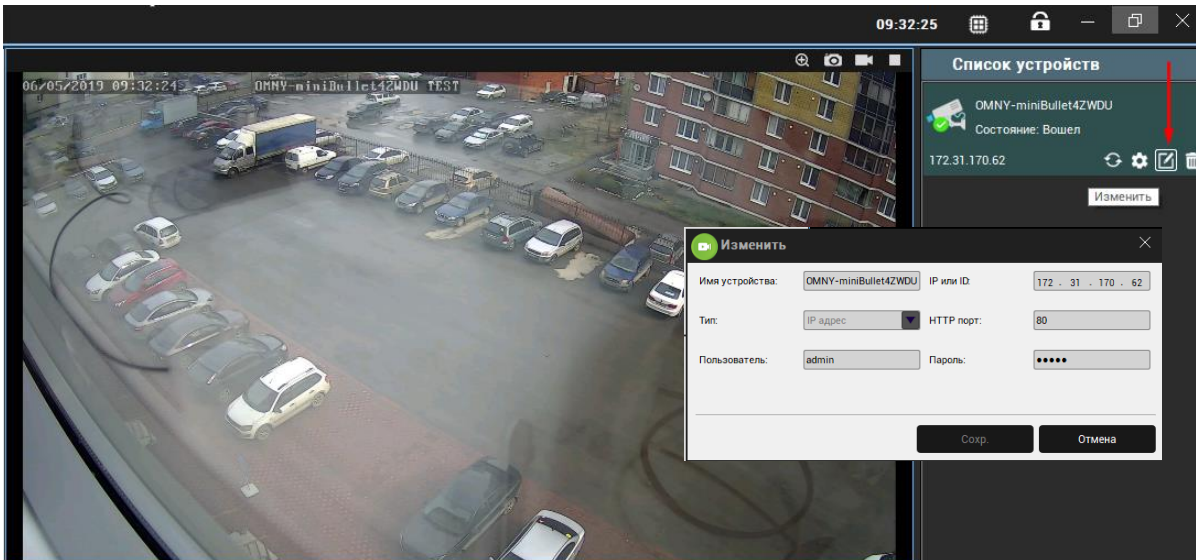 09:32:25
06/05/2019 09:32:24 OMNY-miniBullet4ZWDU TEST
Список устройств
OMNY-miniBullet4ZWDU
Состояние: Вошел
172.31.170.62
Изменить
Изменить
Имя устройства: OMNY-miniBullet4ZWDU IP или ID: 172 . 31 . 170 . 62
Тип: IP адрес HTTP порт: 80
Пользователь: admin Пароль: •••••
Сохр. Отмена